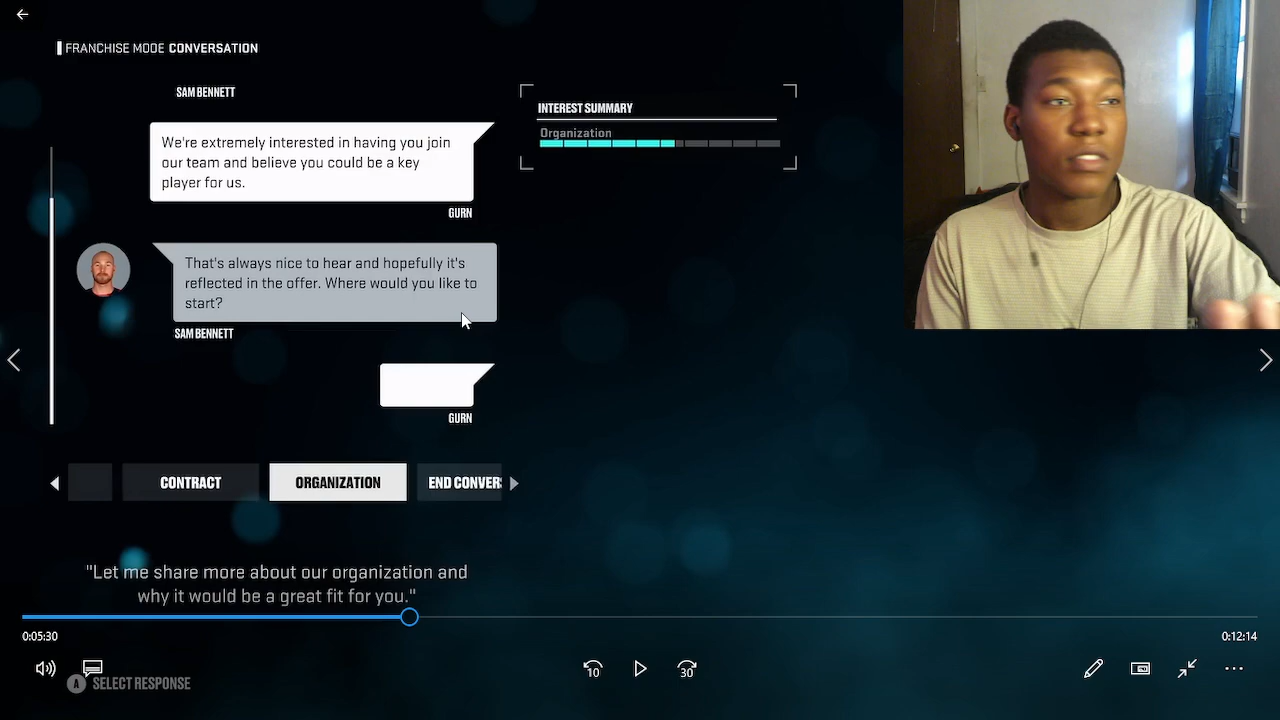 FRANCHISE MODE CONVERSATION
SAM BENNETT
We're extremely interested in having you join
our team and believe you could be a key
player for us.
GURN
That's always nice to hear and hopefully it's
reflected in the offer. Where would you like to
start?
SAM BENNETT
GURN
INTEREST SUMMARY
Organization
CONTRACT
ORGANIZATION
END CONVER
"Let me share more about our organization and
why it would be a great fit for you."
0:05:30
0:12:14
10
30
A SELECT RESPONSE